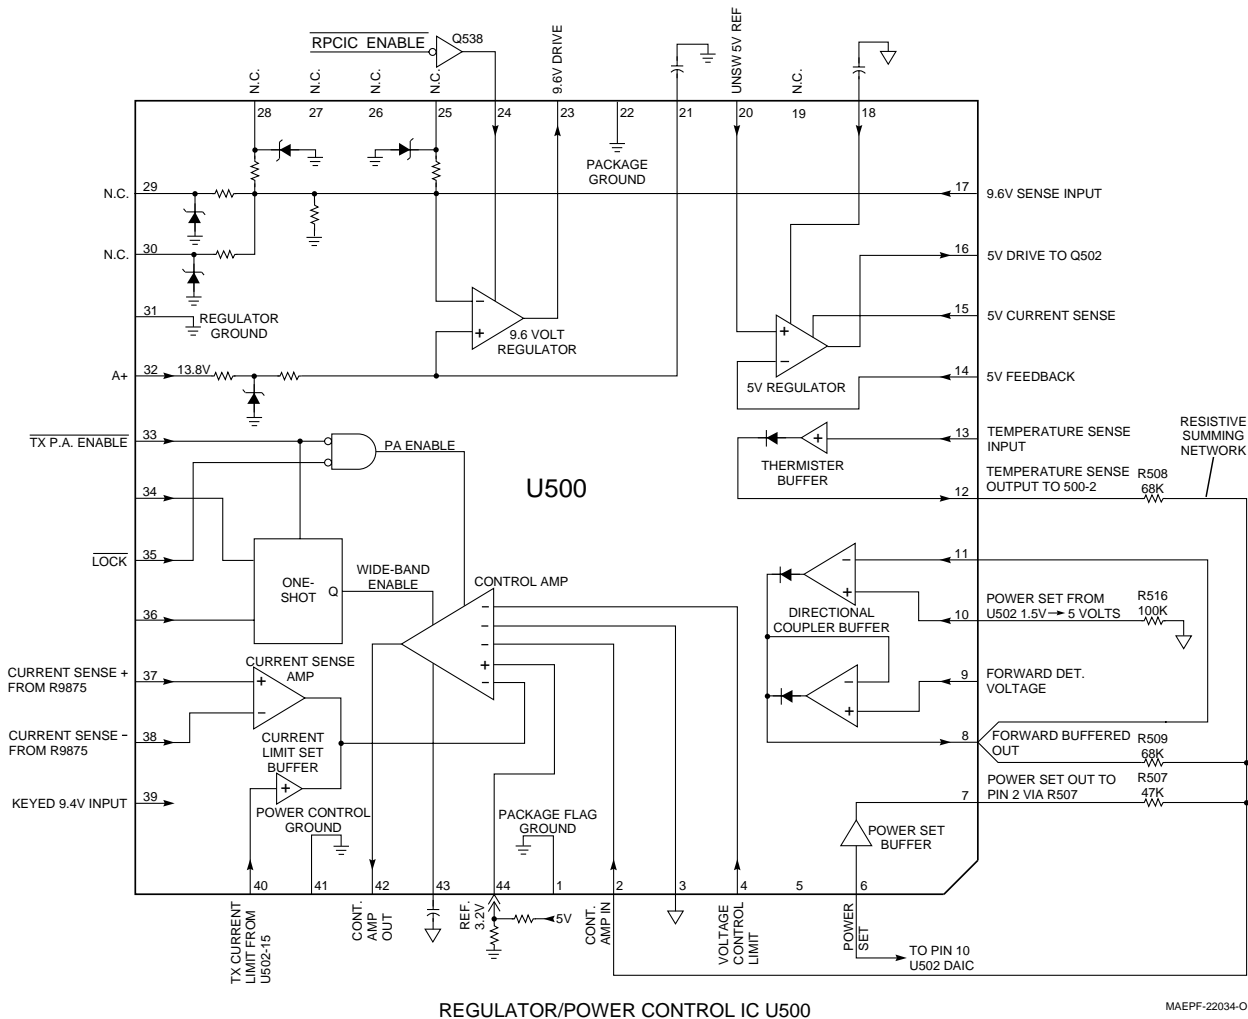 RPCIC ENABLE
Q538
N.C.
N.C.
N.C.
N.C.
9.6V DRIVE
UNSW 5V REF
N.C.
28
27
26
25
24
23
22
21
20
19
18
PACKAGE
GROUND
N.C.
29
17
9.6V SENSE INPUT
N.C.
30
16
5V DRIVE TO Q502
31
REGULATOR
GROUND
−
+
9.6 VOLT
REGULATOR
+
−
5V REGULATOR
15
5V CURRENT SENSE
A+
32
13.8V
14
5V FEEDBACK
TX P.A. ENABLE
33
PA ENABLE
+
THERMISTER
BUFFER
13
TEMPERATURE SENSE
INPUT
RESISTIVE
SUMMING
NETWORK
34
U500
12
TEMPERATURE SENSE
OUTPUT TO 500-2
R508
68K
LOCK
35
ONE-
SHOT
Q
WIDE-BAND
ENABLE
CONTROL AMP
−
−
−
+
−
−
+
DIRECTIONAL
COUPLER BUFFER
11
36
10
POWER SET FROM
U502 1.5V → 5 VOLTS
R516
100K
CURRENT SENSE +
FROM R9875
37
CURRENT SENSE
AMP
+
−
−
+
9
FORWARD DET.
VOLTAGE
CURRENT SENSE −
FROM R9875
38
CURRENT
LIMIT SET
BUFFER
+
8
FORWARD BUFFERED
OUT
R509
68K
KEYED 9.4V INPUT
39
POWER CONTROL
GROUND
PACKAGE FLAG
GROUND
POWER SET
BUFFER
7
POWER SET OUT TO
PIN 2 VIA R507
R507
47K
40
41
42
43
44
1
2
3
4
5
6
TX CURRENT
LIMIT FROM
U502-15
CONT.
AMP
OUT
REF.
3.2V
5V
CONT.
AMP IN
VOLTAGE
CONTROL
LIMIT
POWER
SET
TO PIN 10
U502 DAIC
REGULATOR/POWER CONTROL IC U500
MAEPF-22034-O